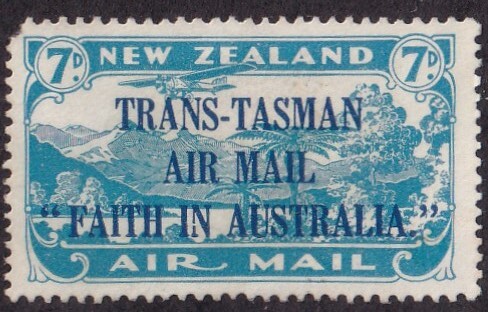 7D NEW ZEALAND 7D
TRANS-TASMAN
AIR MAIL
"FAITH IN AUSTRALIA."
AIR MAIL